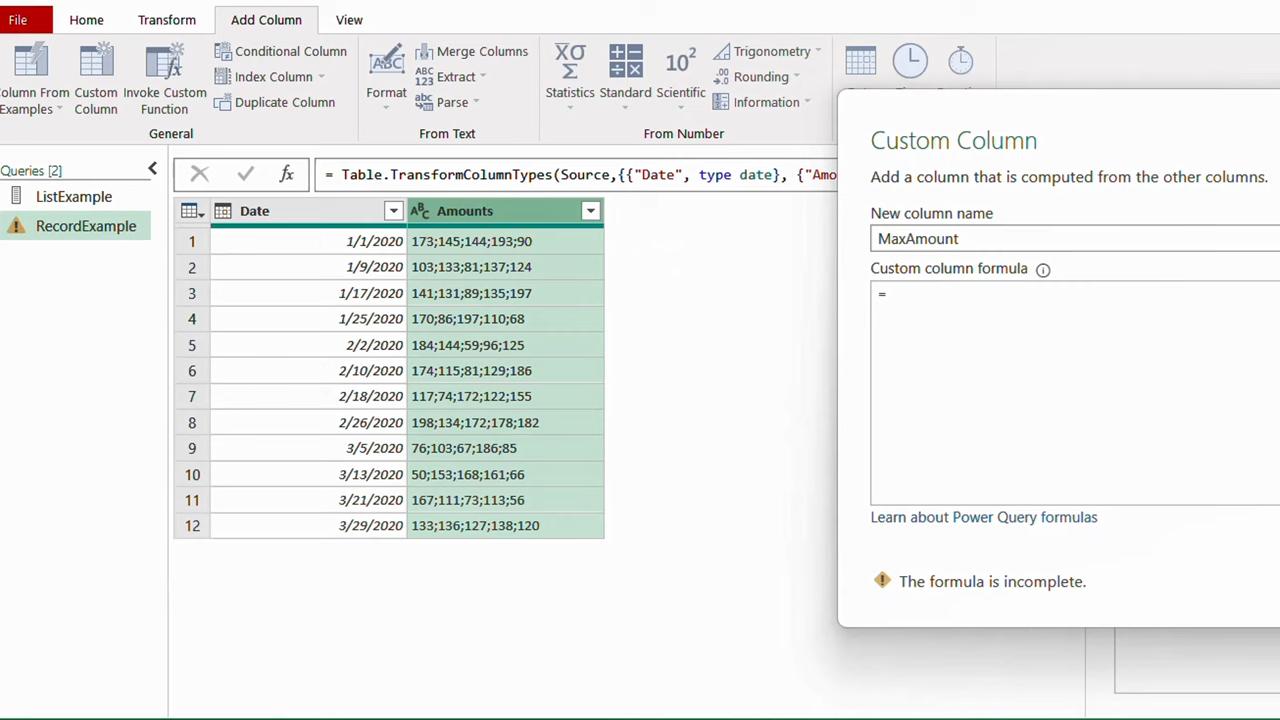 File Home Transform Add Column View
Column From Examples
Custom Column
Invoke Custom Function
Conditional Column
Index Column
Duplicate Column
General
ABC
Format
Merge Columns
ABC 123 Extract
abc Parse
From Text
XΣ
Statistics
Standard
10²
Scientific
Trigonometry
.00 Rounding
Information
From Number
Queries [2]
ListExample
RecordExample
fx
= Table.TransformColumnTypes(Source,{{"Date", type date}, {"Amo
Date ABC Amounts
1 1/1/2020 173;145;144;193;90
2 1/9/2020 103;133;81;137;124
3 1/17/2020 141;131;89;135;197
4 1/25/2020 170;86;197;110;68
5 2/2/2020 184;144;59;96;125
6 2/10/2020 174;115;81;129;186
7 2/18/2020 117;74;172;122;155
8 2/26/2020 198;134;172;178;182
9 3/5/2020 76;103;67;186;85
10 3/13/2020 50;153;168;161;66
11 3/21/2020 167;111;73;113;56
12 3/29/2020 133;136;127;138;120
Custom Column
Add a column that is computed from the other columns.
New column name
MaxAmount
Custom column formula
=
Learn about Power Query formulas
The formula is incomplete.